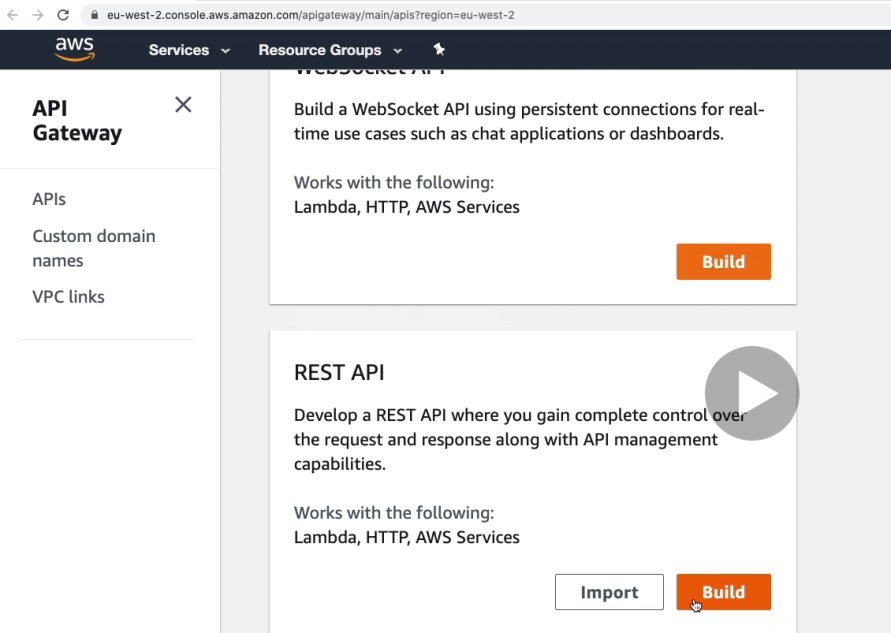 eu-west-2.console.aws.amazon.com/apigateway/main/apis?region=eu-west-2
aws
Services
Resource Groups
API
Gateway
APIs
Custom domain
names
VPC links
WebSocket API
Build a WebSocket API using persistent connections for real-
time use cases such as chat applications or dashboards.
Works with the following:
Lambda, HTTP, AWS Services
Build
REST API
Develop a REST API where you gain complete control over
the request and response along with API management
capabilities.
Works with the following:
Lambda, HTTP, AWS Services
Import
Build